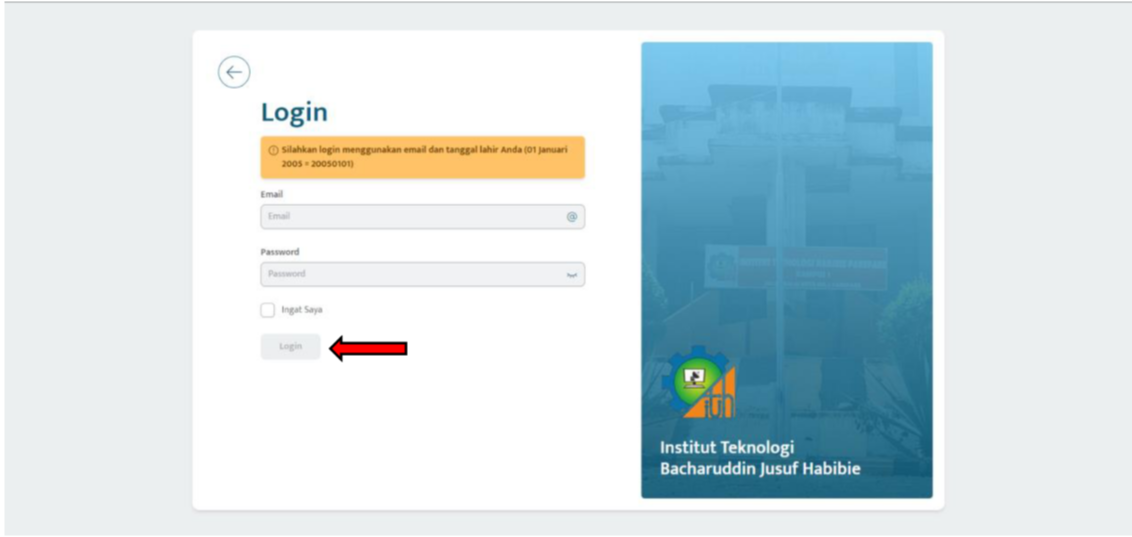 Login
Silahkan login menggunakan email dan tanggal lahir Anda (01 Januari
2005 = 20050101)
Email
Email
@
Password
Password
Ingat Saya
Login
ith
Institut Teknologi
Bacharuddin Jusuf Habibie